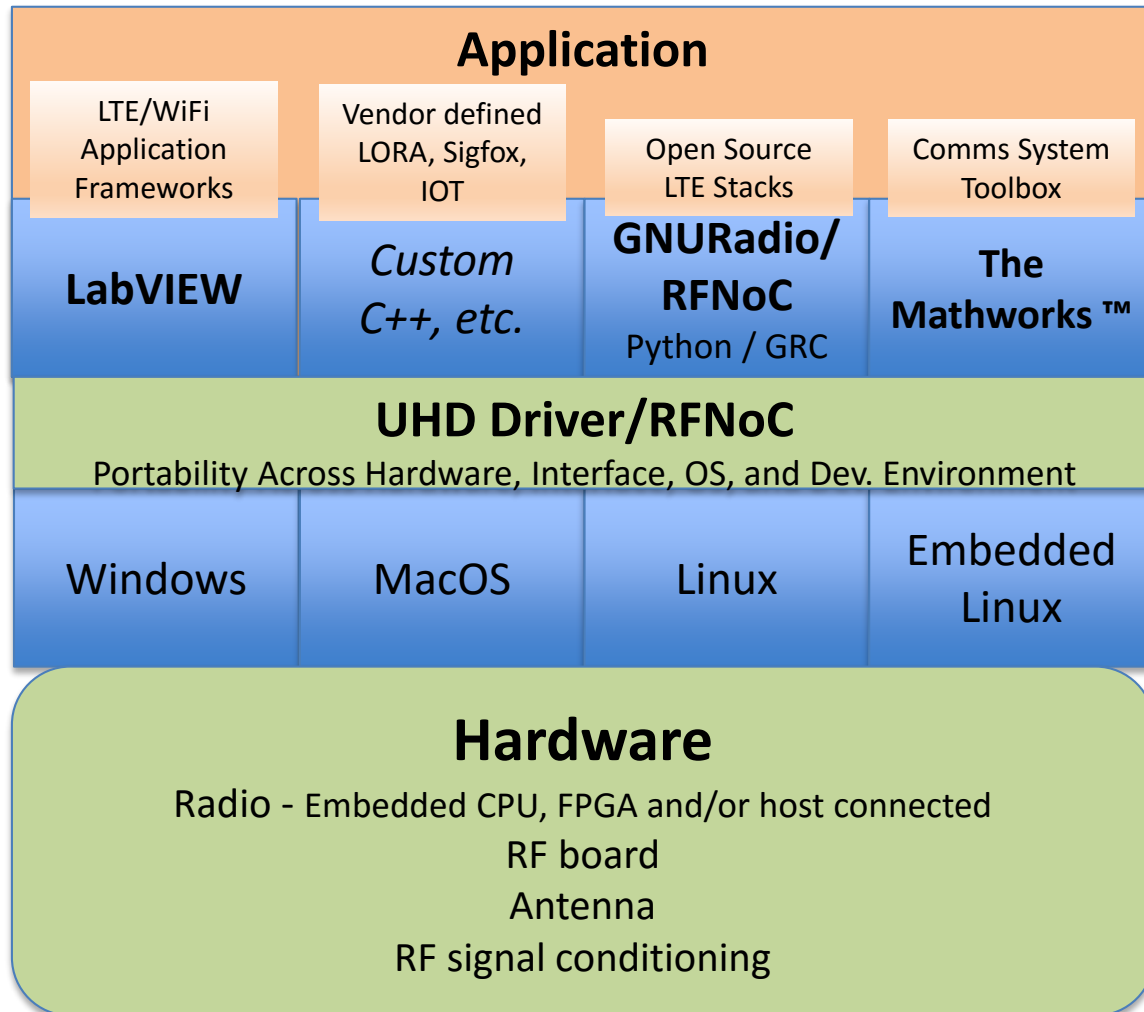 Application
LTE/WiFi
Application
Frameworks
Vendor defined
LORA, Sigfox,
IOT
Open Source
LTE Stacks
Comms System
Toolbox
LabVIEW
Custom
C++, etc.
GNURadio/
RFNoC
Python / GRC
The
Mathworks ™
UHD Driver/RFNoC
Portability Across Hardware, Interface, OS, and Dev. Environment
Windows
MacOS
Linux
Embedded
Linux
Hardware
Radio - Embedded CPU, FPGA and/or host connected
RF board
Antenna
RF signal conditioning